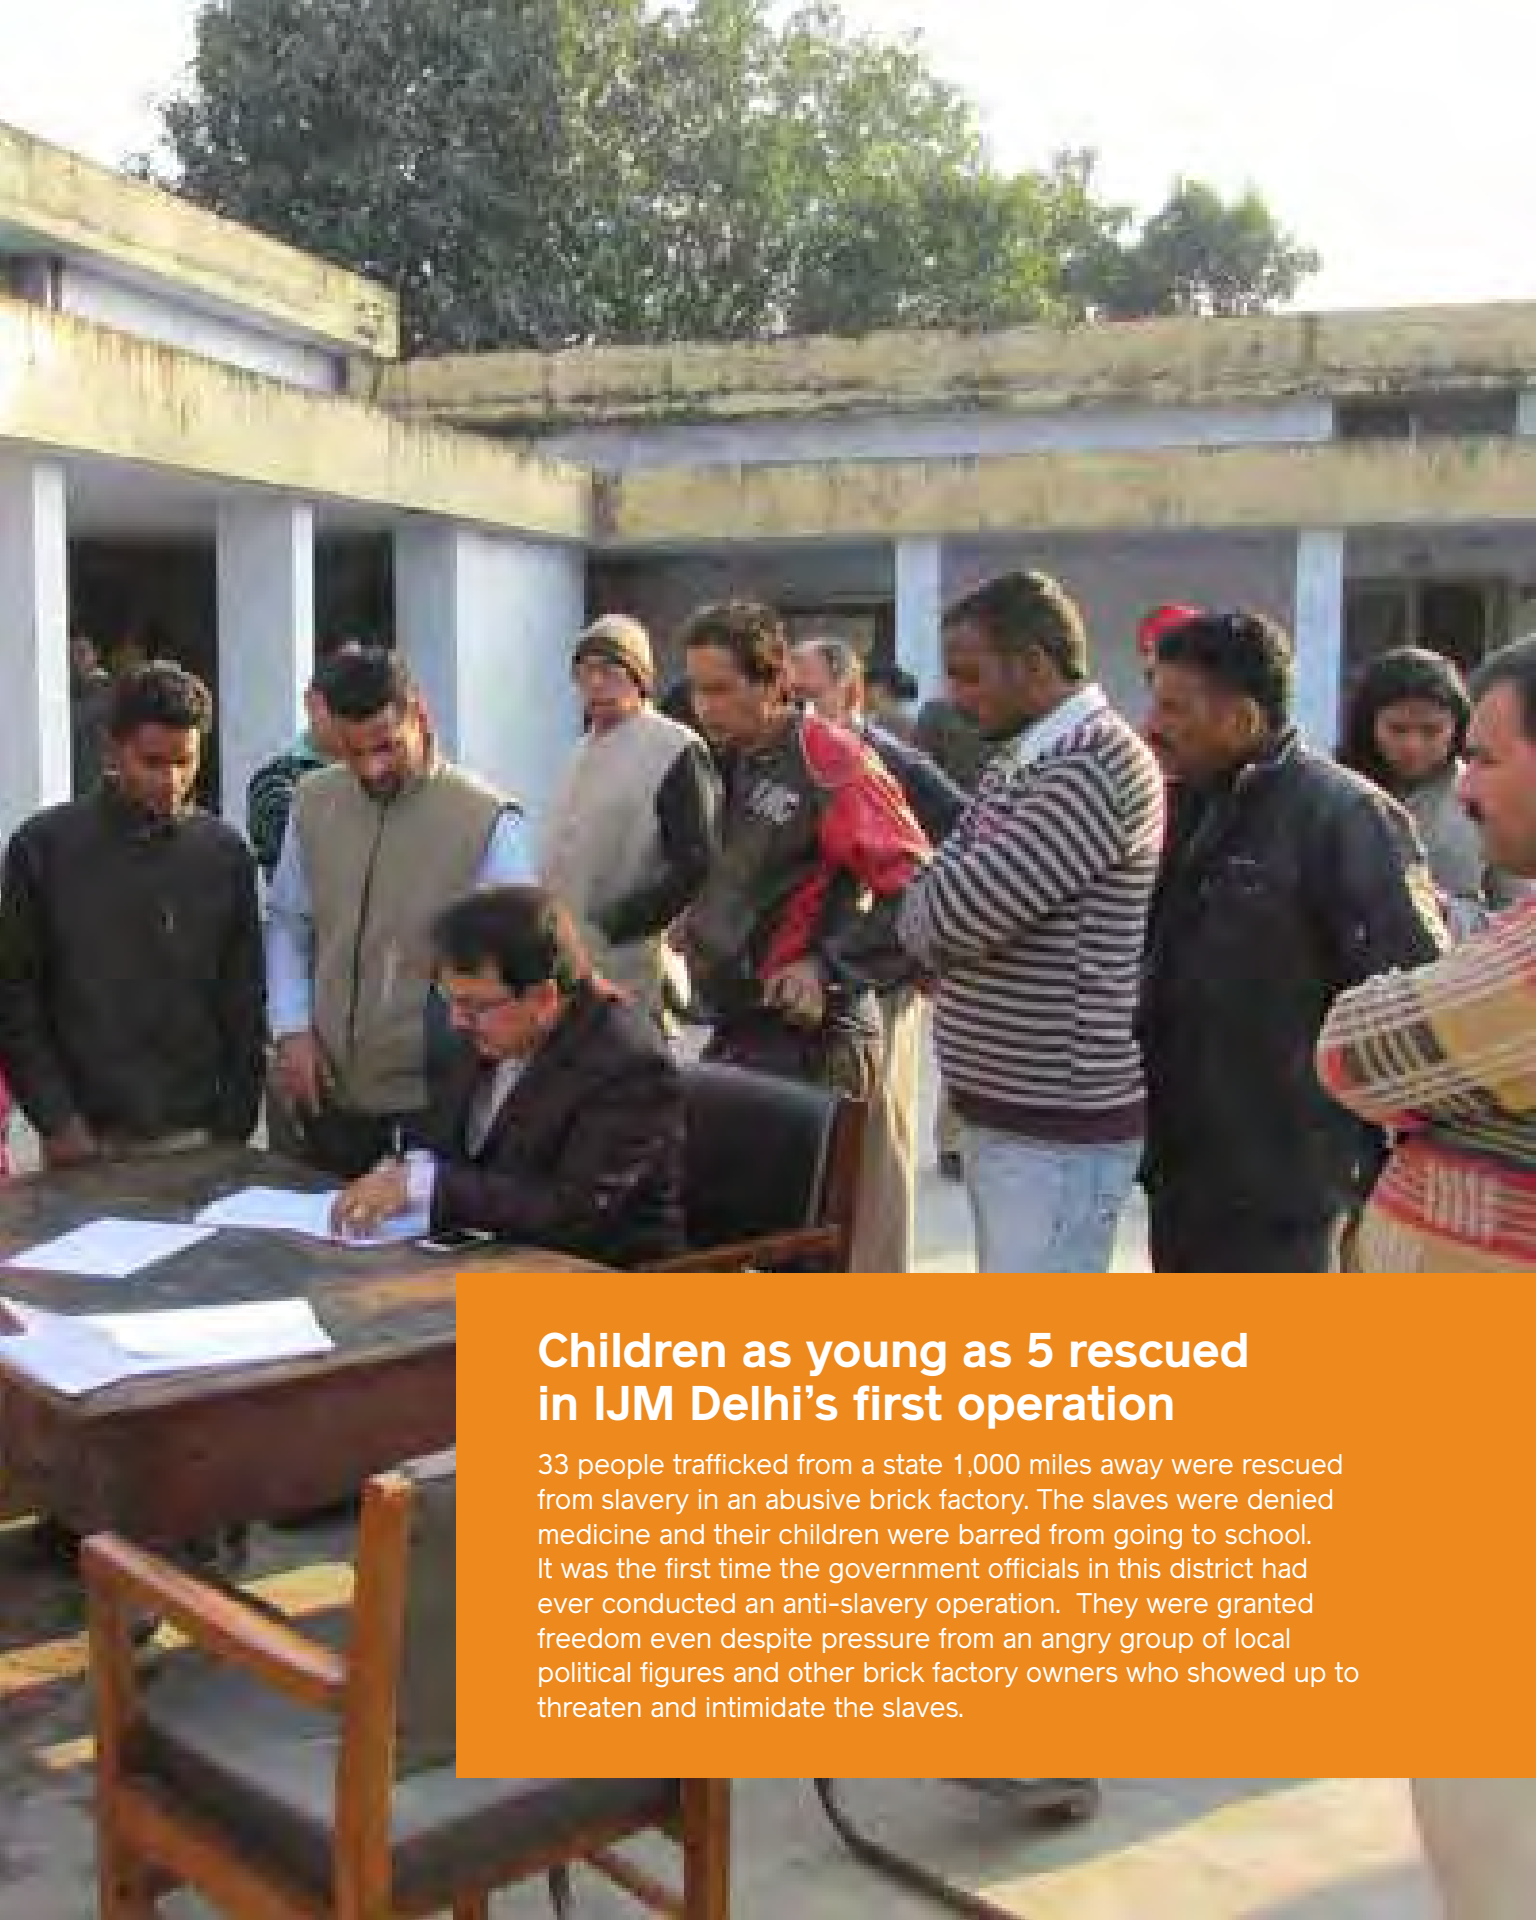 Children as young as 5 rescued
in IJM Delhi's first operation
33 people trafficked from a state 1,000 miles away were rescued
from slavery in an abusive brick factory. The slaves were denied
medicine and their children were barred from going to school.
It was the first time the government officials in this district had
ever conducted an anti-slavery operation.  They were granted
freedom even despite pressure from an angry group of local
political figures and other brick factory owners who showed up to
threaten and intimidate the slaves.